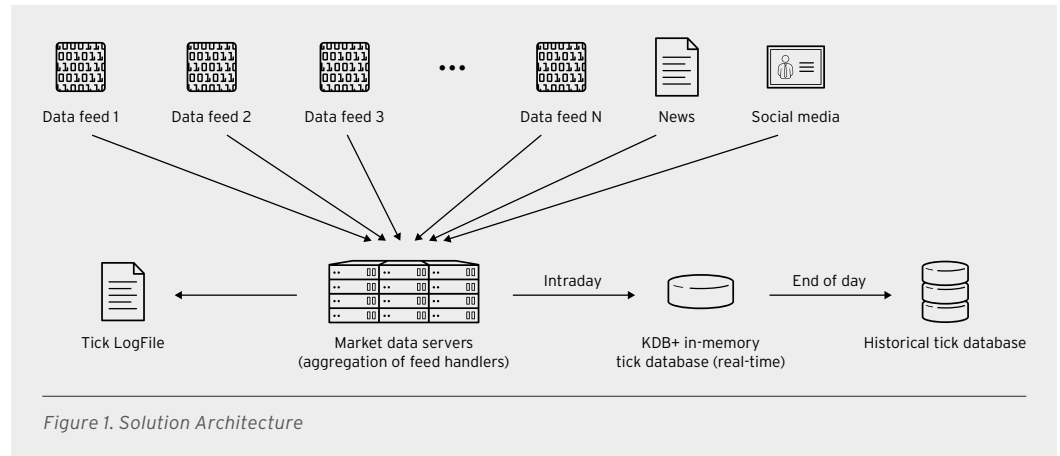 Data feed 1
Data feed 2
Data feed 3
...
Data feed N
News
Social media
Intraday
End of day
Tick LogFile
Market data servers
(aggregation of feed handlers)
KDB+ in-memory
tick database (real-time)
Historical tick database
Figure 1. Solution Architecture